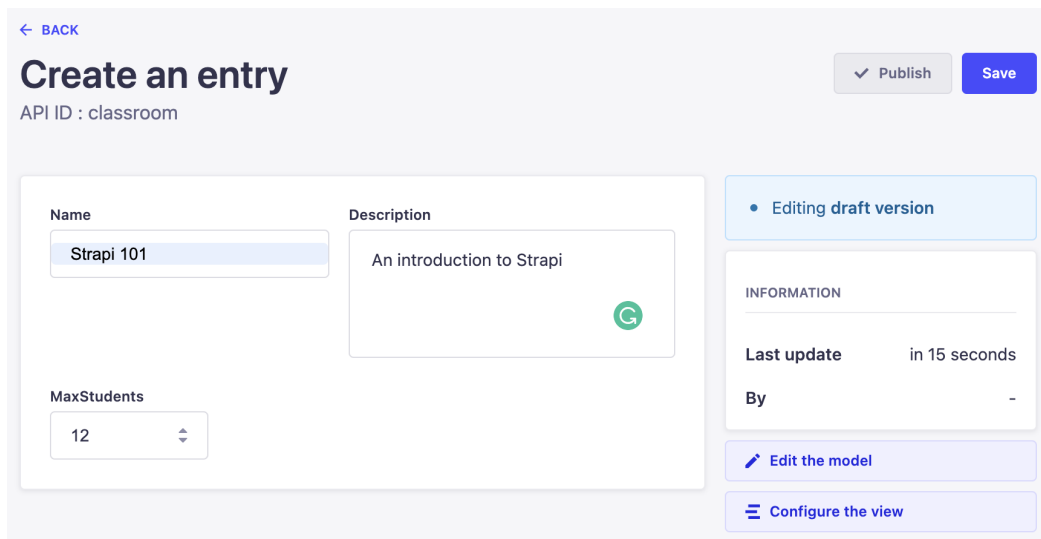 BACK
Create an entry
API ID : classroom
Publish
Save
Name
Strapi 101
Description
An introduction to Strapi
MaxStudents
12
Editing draft version
INFORMATION
Last update in 15 seconds
By -
Edit the model
Configure the view